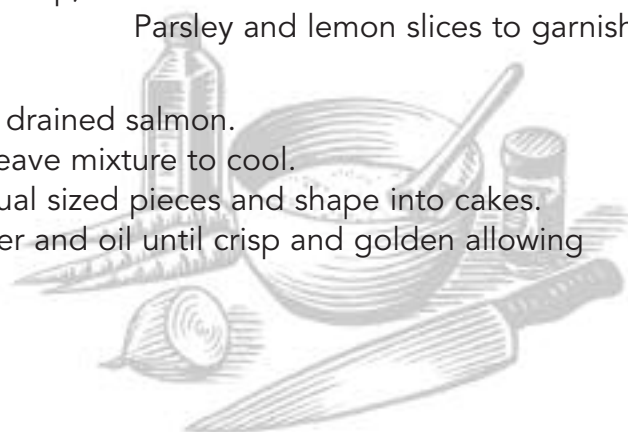 Parsley and lemon slices to garnish
drained salmon.
eave mixture to cool.
ual sized pieces and shape into cakes.
er and oil until crisp and golden allowing